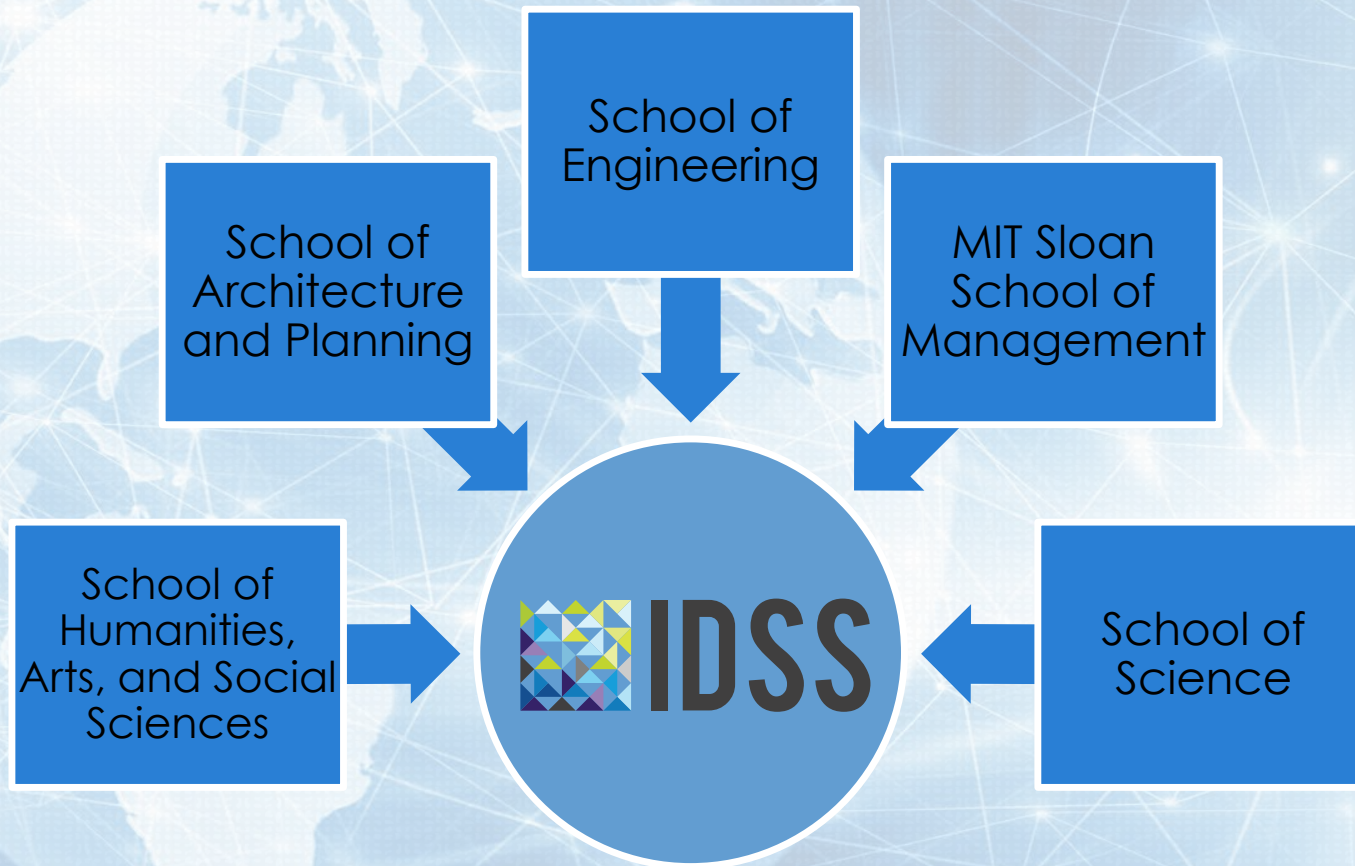 School of
Engineering
School of
Architecture
and Planning
MIT Sloan
School of
Management
School of
Humanities,
Arts, and Social
Sciences
IDSS
School of
Science